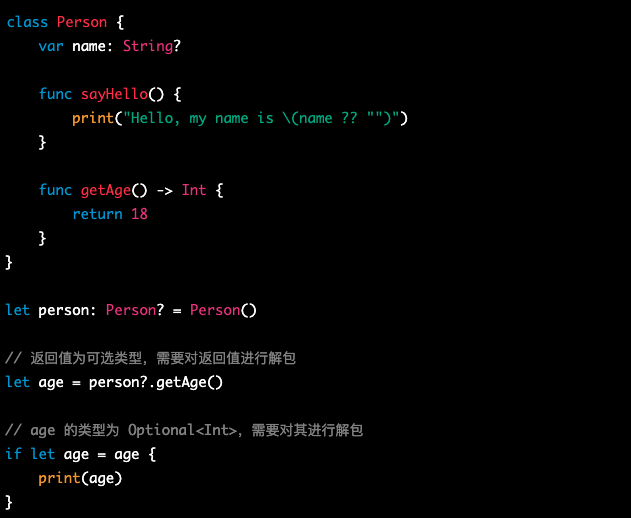 class Person {
    var name: String?

    func sayHello() {
        print("Hello, my name is \(name ?? "")")
    }

    func getAge() -> Int {
        return 18
    }
}

let person: Person? = Person()

// 返回值为可选类型，需要对返回值进行解包
let age = person?.getAge()

// age 的类型为 Optional<Int>，需要对其进行解包
if let age = age {
    print(age)
}